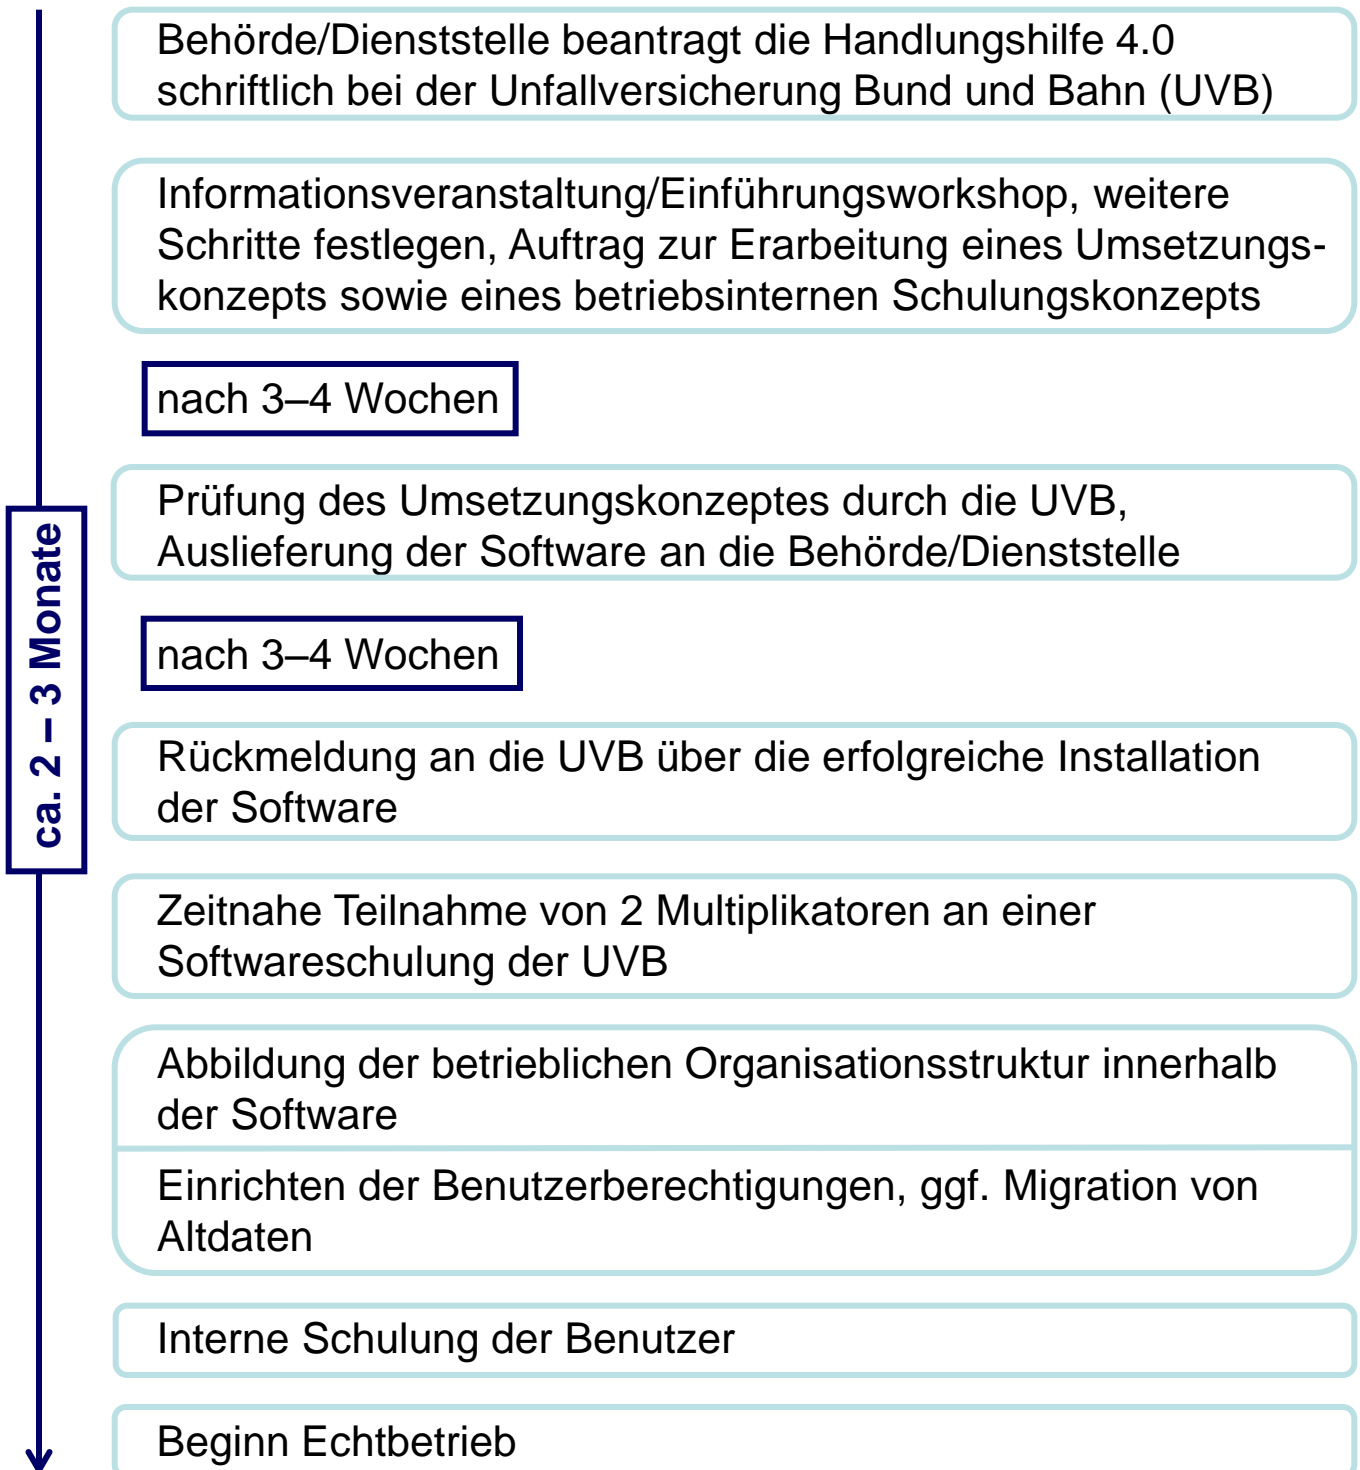 Behörde/Dienststelle beantragt die Handlungshilfe 4.0
schriftlich bei der Unfallversicherung Bund und Bahn (UVB)
Informationsveranstaltung/Einführungsworkshop, weitere
Schritte festlegen, Auftrag zur Erarbeitung eines Umsetzungs-
konzepts sowie eines betriebsinternen Schulungskonzepts
nach 3–4 Wochen
Prüfung des Umsetzungskonzeptes durch die UVB,
Auslieferung der Software an die Behörde/Dienststelle
ca. 2 – 3 Monate
nach 3–4 Wochen
Rückmeldung an die UVB über die erfolgreiche Installation
der Software
Zeitnahe Teilnahme von 2 Multiplikatoren an einer
Softwareschulung der UVB
Abbildung der betrieblichen Organisationsstruktur innerhalb
der Software
Einrichten der Benutzerberechtigungen, ggf. Migration von
Altdaten
Interne Schulung der Benutzer
Beginn Echtbetrieb